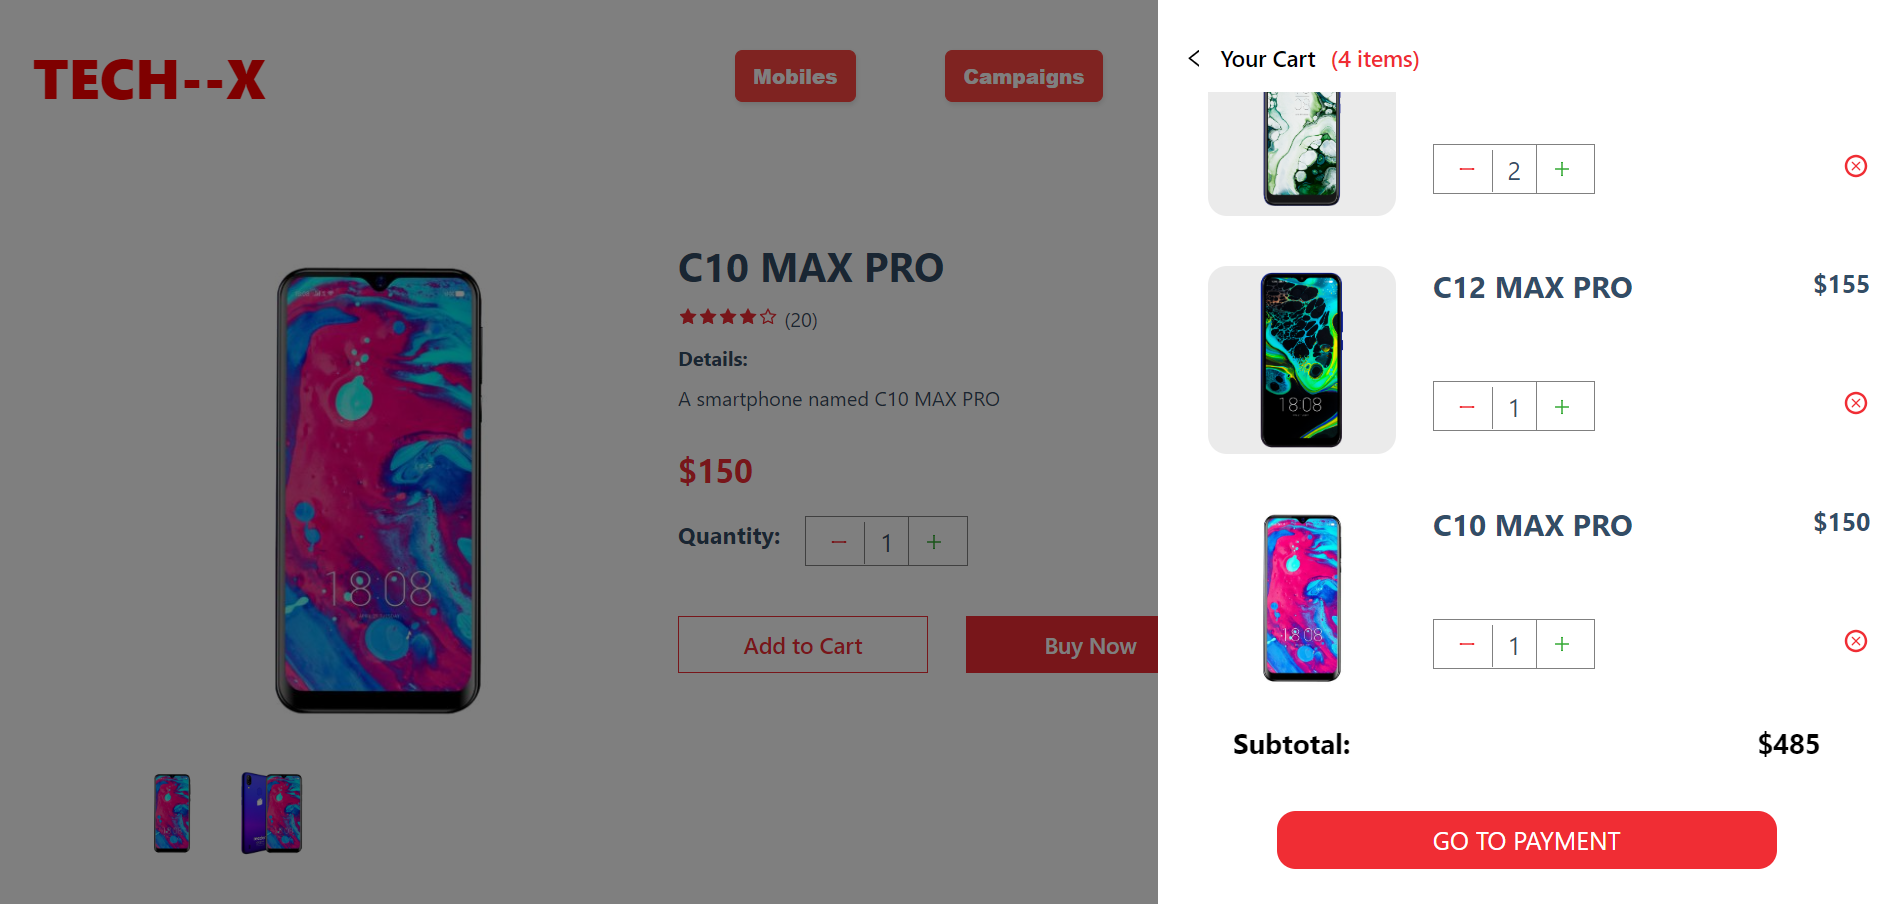 TECH--X
Mobiles
Campaigns
C10 MAX PRO
(20)
Details:
A smartphone named C10 MAX PRO
$150
Quantity:
1
Add to Cart
Buy Now
18:08
Your Cart (4 items)
2
C12 MAX PRO
$155
1
18:08
C10 MAX PRO
$150
1
18:08
Subtotal:
$485
GO TO PAYMENT